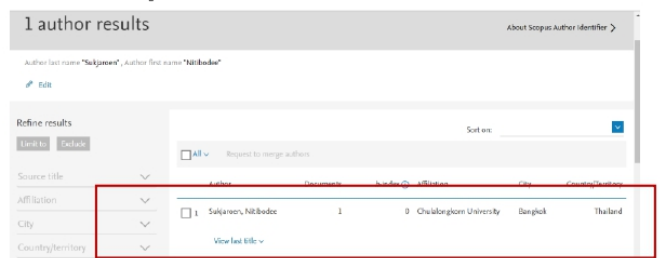 1 author results
About Scopus Author Identifier >
Author last name "Sukjaroen" , Author first name "Nitibodee"
Edit
Refine results
Limit to Exclude
Sort on:
All Request to merge authors
Source title
Author Documents h-index Affiliation City Country/Territory
Affiliation
1 Sukjaroen, Nitibodee 1 0 Chulalongkorn University Bangkok Thailand
City
View last title
Country/territory